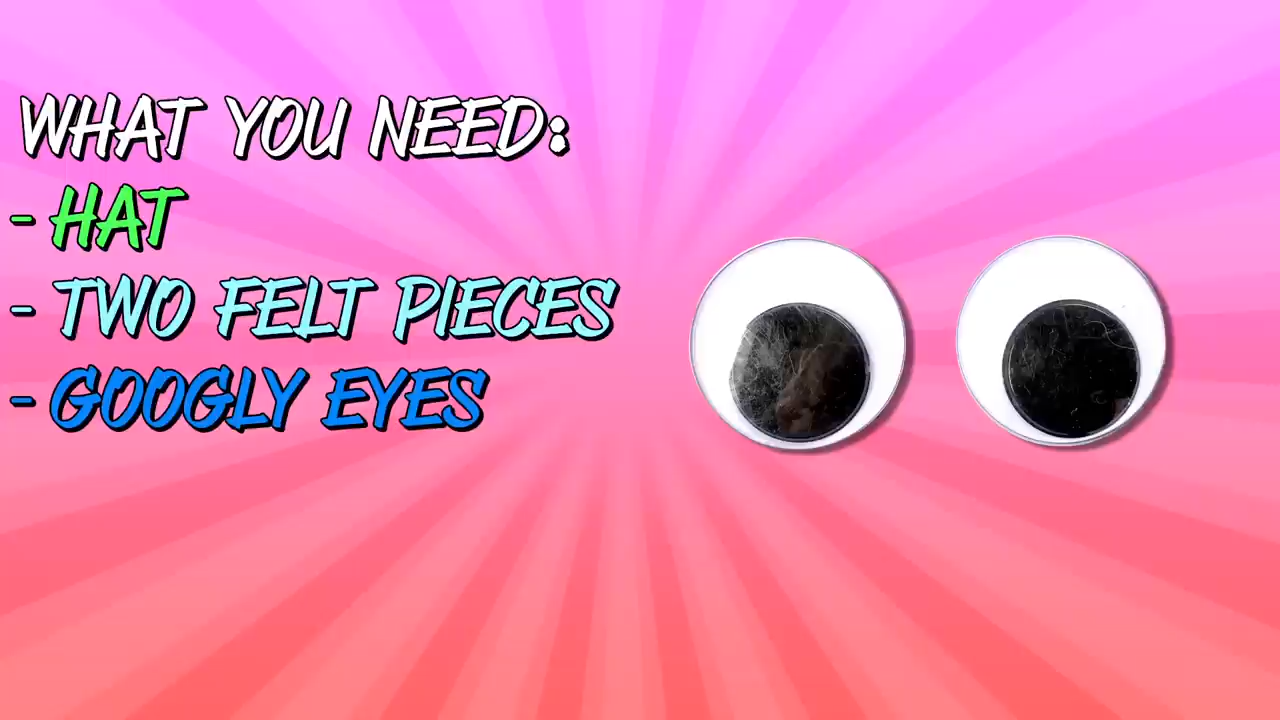 WHAT YOU NEED:
- HAT
- TWO FELT PIECES
- GOOGLY EYES